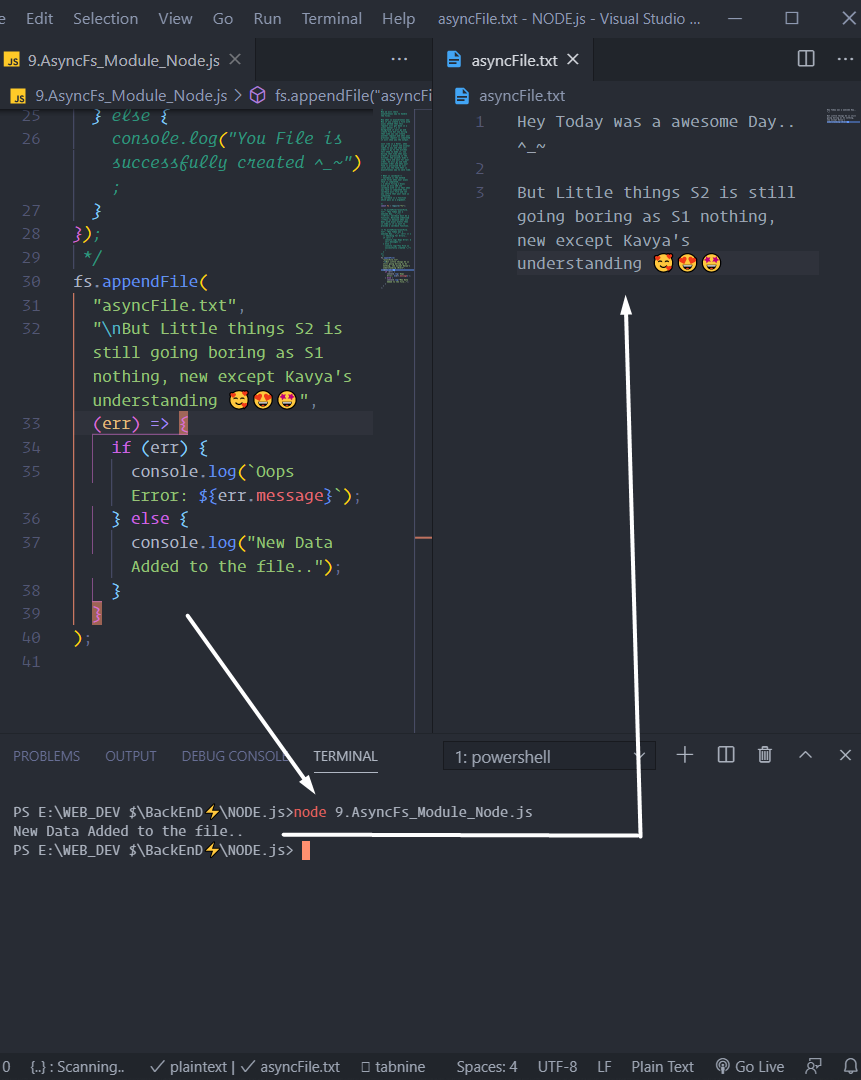 Edit Selection View Go Run Terminal Help asyncFile.txt - NODE.js - Visual Studio ...
JS 9.AsyncFs_Module_Node.js
JS 9.AsyncFs_Module_Node.js > fs.appendFile("asyncFi
25 } else {
26 console.log("You File is
successfully created ^_~")
;
27 }
28 });
29 */
30 fs.appendFile(
31 "asyncFile.txt",
32 "\nBut Little things S2 is
still going boring as S1
nothing, new except Kavya's
understanding 🥰😍🤩",
33 (err) => {
34 if (err) {
35 console.log(`Oops
Error: ${err.message}`);
36 } else {
37 console.log("New Data
Added to the file..");
38 }
39 }
40 );
41
asyncFile.txt
asyncFile.txt
1 Hey Today was a awesome Day..
^_~
2
3 But Little things S2 is still
going boring as S1 nothing,
new except Kavya's
understanding 🥰😍🤩
PROBLEMS OUTPUT DEBUG CONSOL TERMINAL 1: powershell
PS E:\WEB_DEV $\BackEnD⚡\NODE.js>node 9.AsyncFs_Module_Node.js
New Data Added to the file..
PS E:\WEB_DEV $\BackEnD⚡\NODE.js>
0 {..} : Scanning.. ✓ plaintext | ✓ asyncFile.txt tabnine Spaces: 4 UTF-8 LF Plain Text Go Live